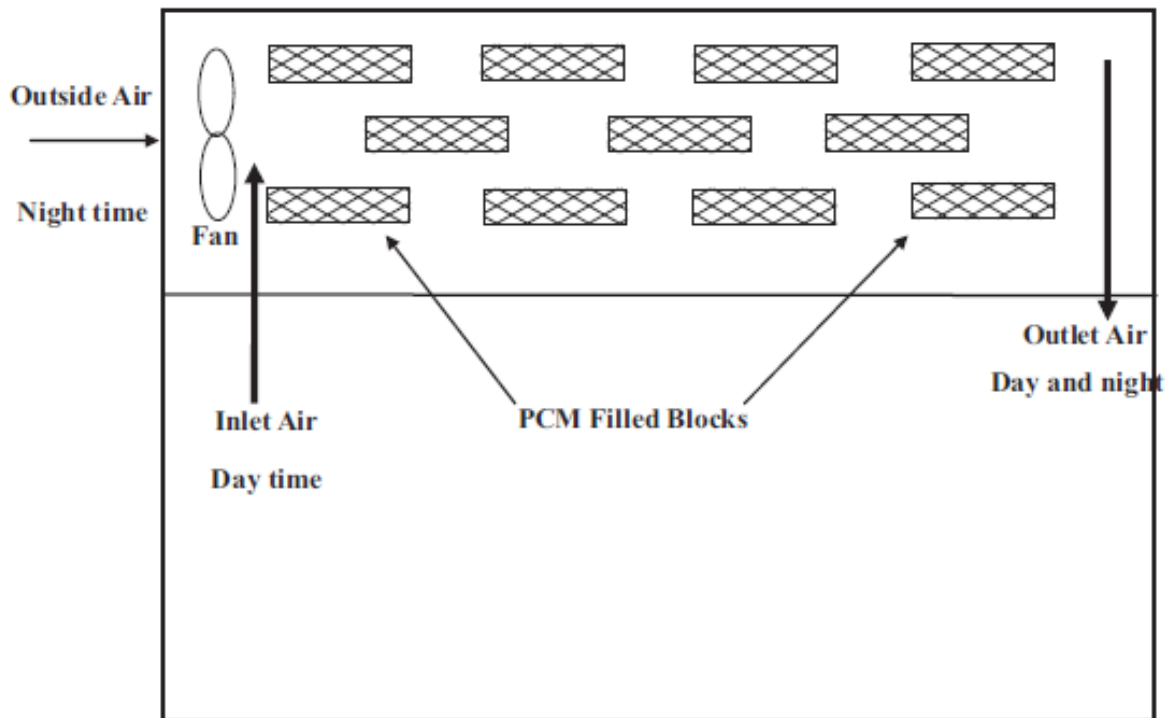 Outside Air
Night time
Fan
Inlet Air
Day time
PCM Filled Blocks
Outlet Air
Day and night